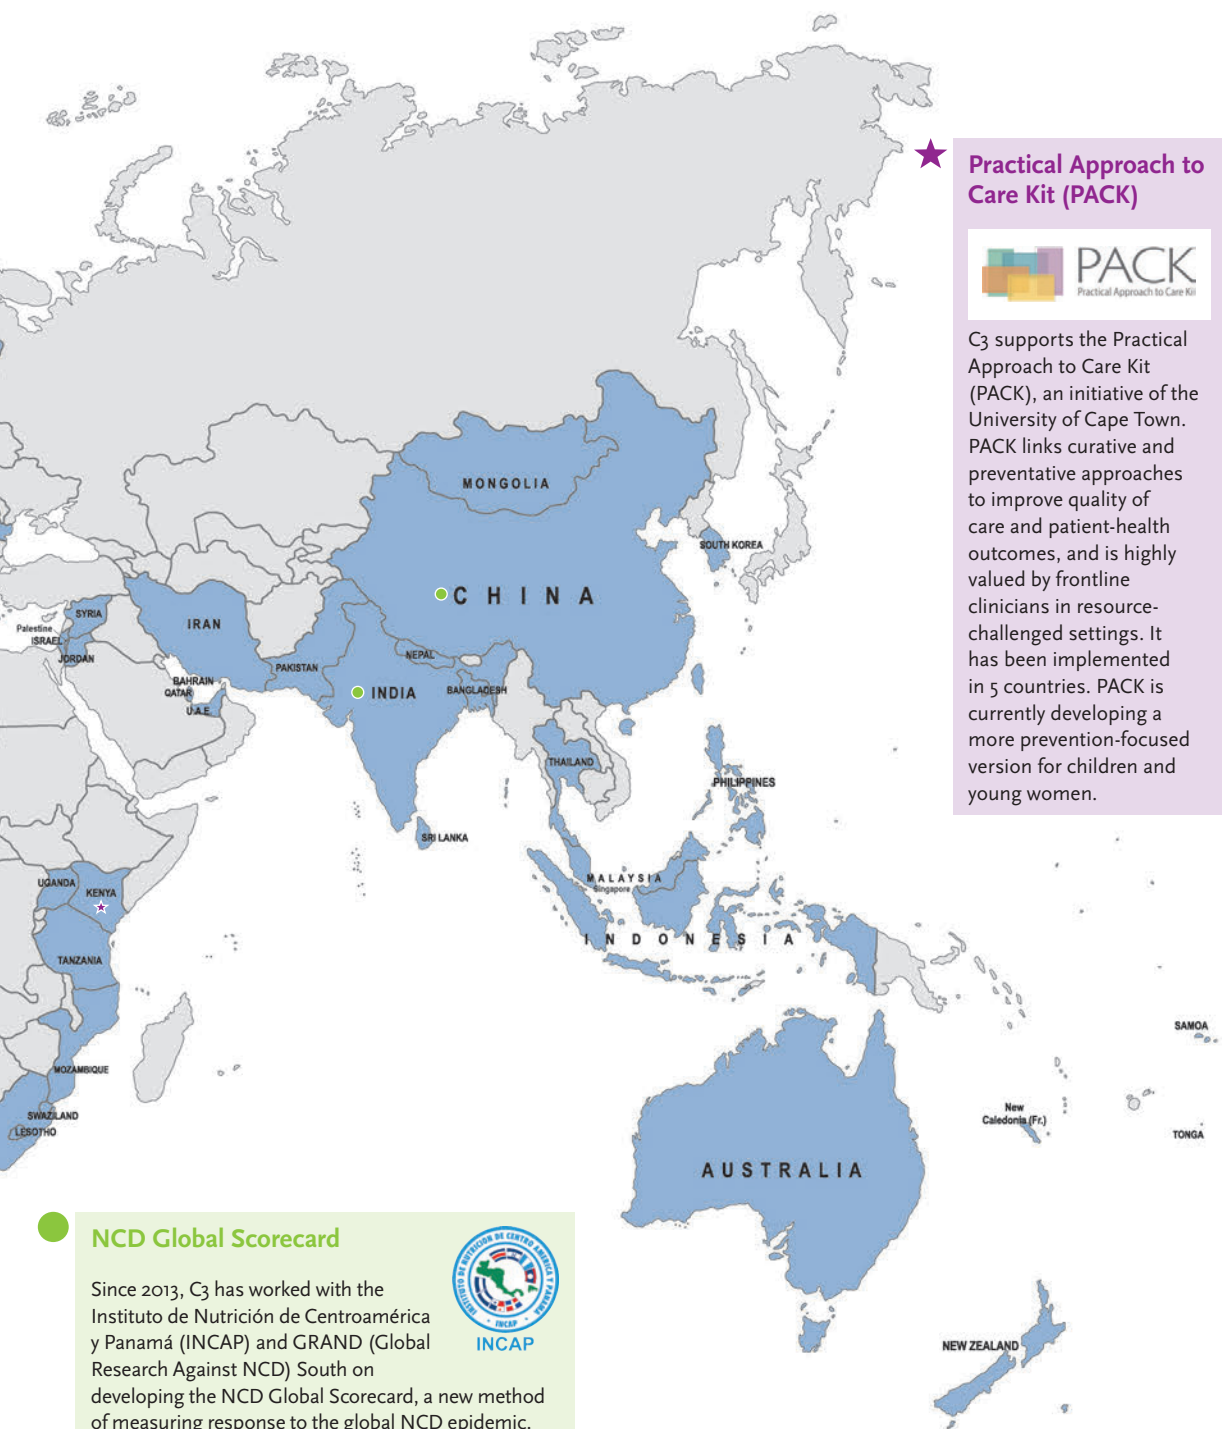 Practical Approach to
Care Kit (PACK)
PACK
Practical Approach to Care Kit
C3 supports the Practical
Approach to Care Kit
(PACK), an initiative of the
University of Cape Town.
PACK links curative and
preventative approaches
to improve quality of
care and patient-health
outcomes, and is highly
valued by frontline
clinicians in resource-
challenged settings. It
has been implemented
in 5 countries. PACK is
currently developing a
more prevention-focused
version for children and
young women.
MONGOLIA
SOUTH KOREA
CHINA
SYRIA
Palestine
ISRAEL
JORDAN
IRAN
BAHRAIN
QATAR
U.A.E.
PAKISTAN
NEPAL
INDIA
BANGLADESH
THAILAND
PHILIPPINES
SRI LANKA
MALAYSIA
Singapore
INDONESIA
UGANDA
KENYA
TANZANIA
MOZAMBIQUE
SWAZILAND
LESOTHO
SAMOA
New
Caledonia (Fr.)
TONGA
AUSTRALIA
NEW ZEALAND
NCD Global Scorecard
INSTITUTO DE NUTRICION DE CENTRO AMERICA Y PANAMA
INCAP
INCAP
Since 2013, C3 has worked with the
Instituto de Nutrición de Centroamérica
y Panamá (INCAP) and GRAND (Global
Research Against NCD) South on
developing the NCD Global Scorecard, a new method
of measuring response to the global NCD epidemic.